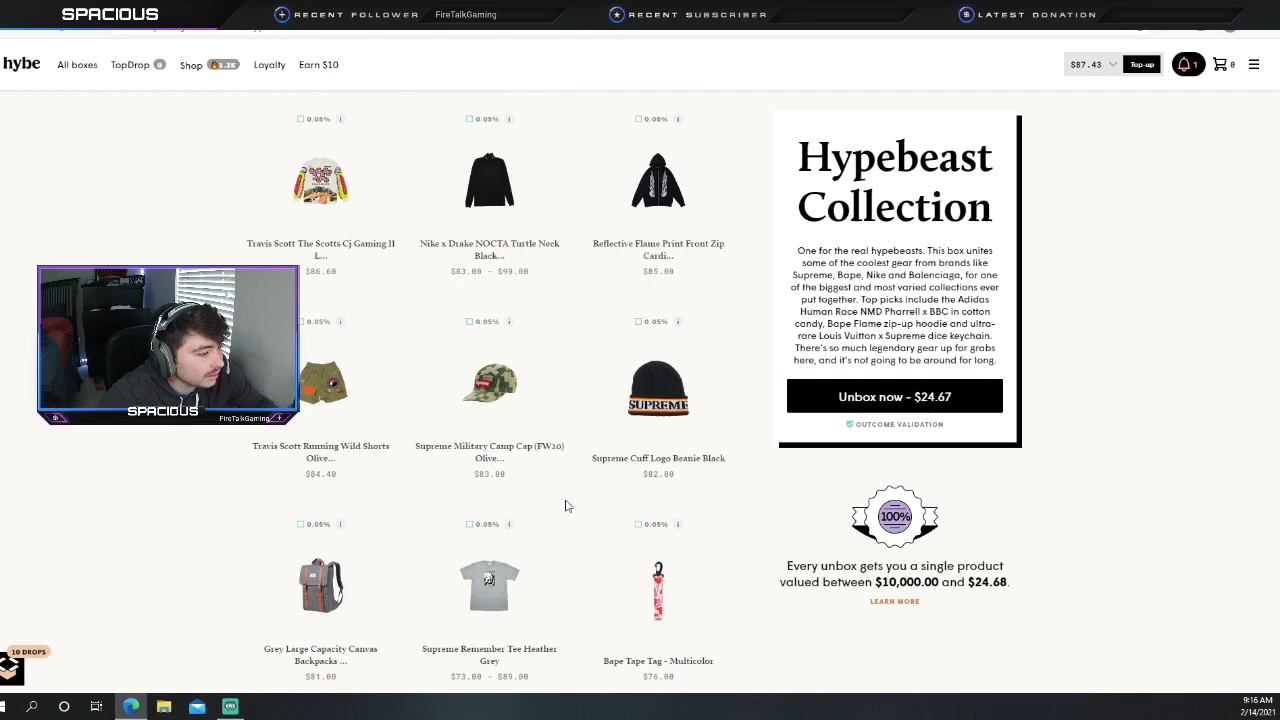 SPACIOUS
RECENT FOLLOWER FireTalkGaming
RECENT SUBSCRIBER
LATEST DONATION
hybe
All boxes
TopDrop 0
Shop 1.2K
Loyalty
Earn $10
$87.43
Top-up
1
0
0.05% i
0.05% i
0.05% i
Travis Scott The Scotts Cj Gaming II
L...
$86.60
Nike x Drake NOCTA Turtle Neck
Black...
$83.00 - $90.00
Reflective Flame Print Front Zip
Cardi...
$85.00
0.05% i
0.05% i
0.05% i
Travis Scott Running Wild Shorts
Olive...
$84.40
Supreme Military Camp Cap (FW20)
Olive...
$83.00
SUPREME
Supreme Cuff Logo Beanie Black
$82.00
0.05% i
0.05% i
0.05% i
Grey Large Capacity Canvas
Backpacks ...
$81.00
Supreme Remember Tee Heather
Grey
$73.00 - $89.00
Bape Tape Tag - Multicolor
$76.00
Hypebeast
Collection
One for the real hypebeasts. This box unites
some of the coolest gear from brands like
Supreme, Bape, Nike and Balenciaga, for one
of the biggest and most varied collections ever
put together. Top picks include the Adidas
Human Race NMD Pharrell x BBC in cotton
candy, Bape Flame zip-up hoodie and ultra-
rare Louis Vuitton x Supreme dice keychain.
There's so much legendary gear up for grabs
here, and it's not going to be around for long.
Unbox now - $24.67
OUTCOME VALIDATION
100%
Every unbox gets you a single product
valued between $10,000.00 and $24.68.
LEARN MORE
SPACIOUS
FireTalkGaming
10 DROPS
9:16 AM
2/14/2021